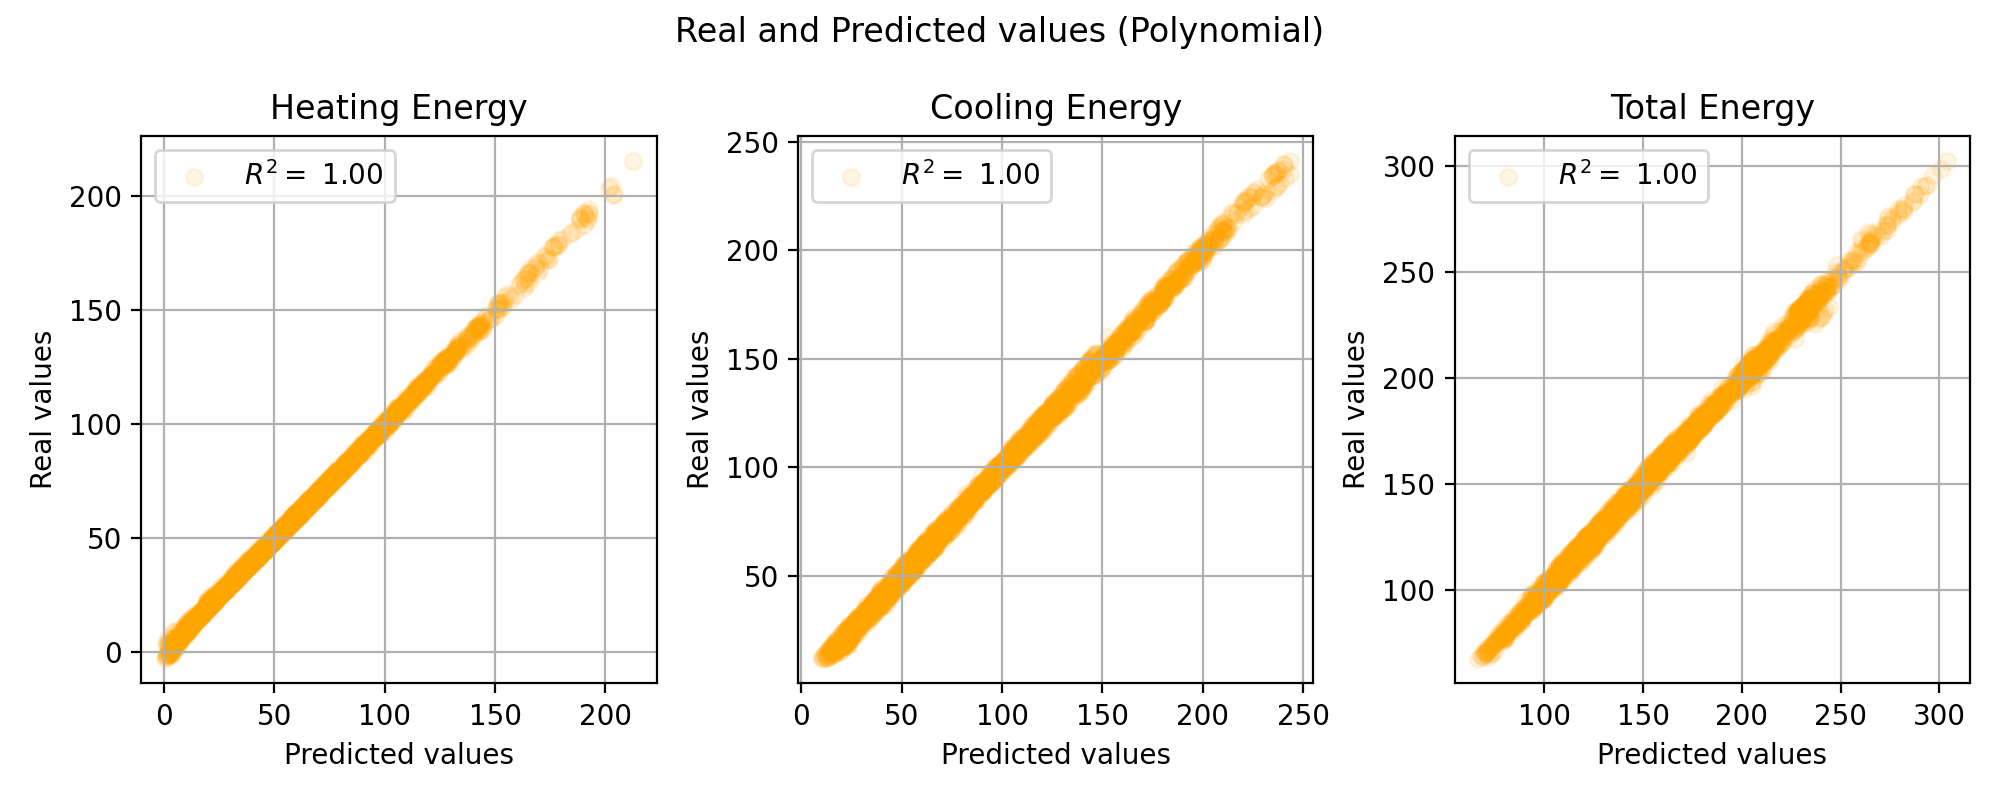 Real and Predicted values (Polynomial)
Heating Energy
R² = 1.00
200
150
100
50
0
Real values
0 50 100 150 200
Predicted values
Cooling Energy
R² = 1.00
250
200
150
100
50
Real values
0 50 100 150 200 250
Predicted values
Total Energy
R² = 1.00
300
250
200
150
100
Real values
100 150 200 250 300
Predicted values